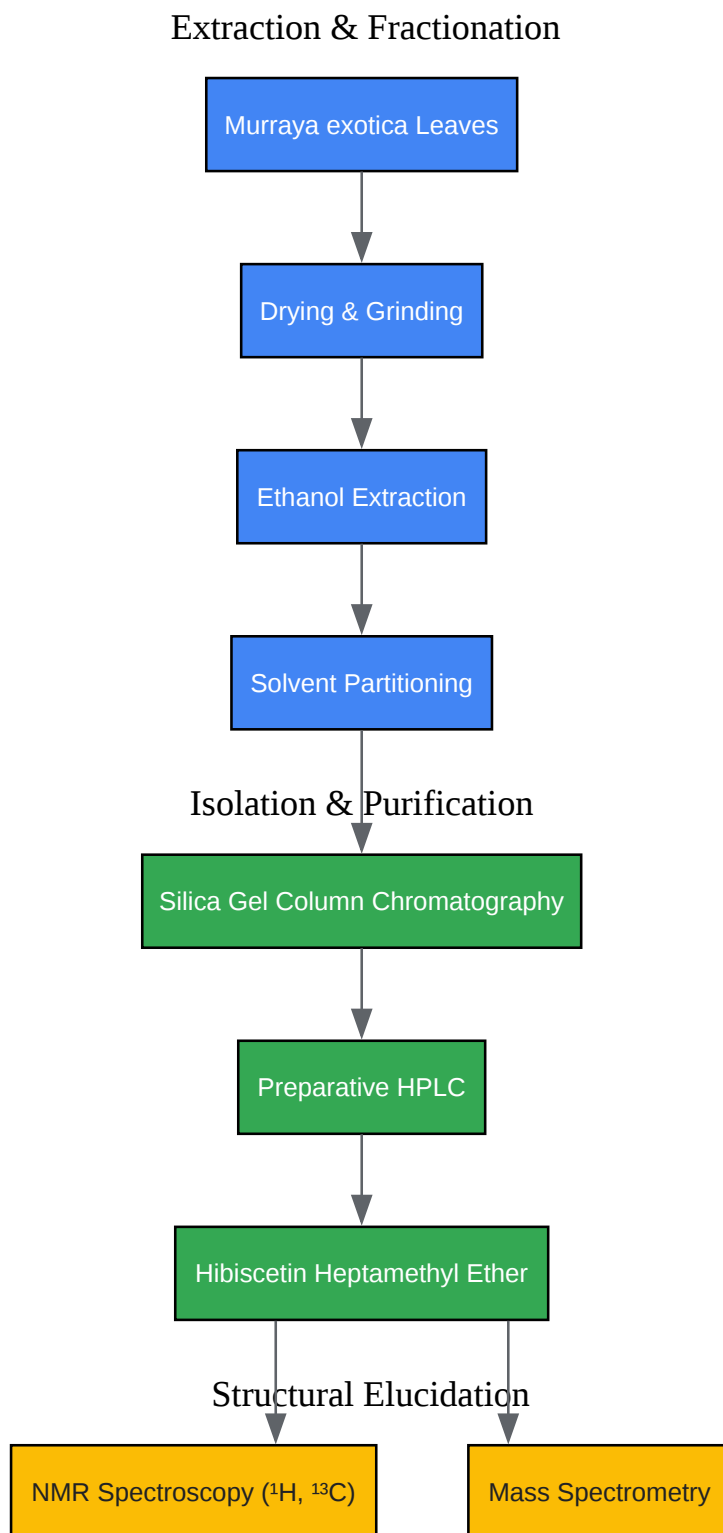 Extraction & Fractionation
Murraya exotica Leaves
Drying & Grinding
Ethanol Extraction
Solvent Partitioning
Isolation & Purification
Silica Gel Column Chromatography
Preparative HPLC
Hibiscetin Heptamethyl Ether
Structural Elucidation
NMR Spectroscopy (¹H, ¹³C)
Mass Spectrometry